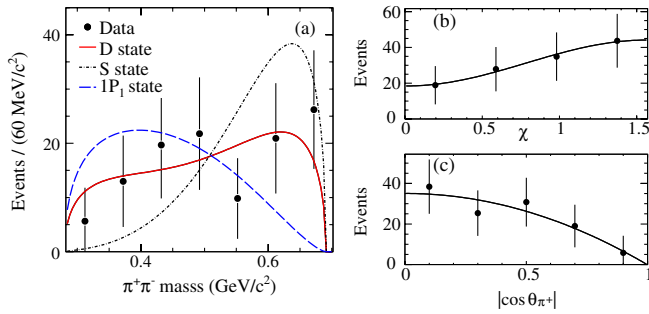 (a)
Data
D state
S state
1P₁ state
Events / (60 MeV/c²)
40
20
0
0.4
0.6
π⁺π⁻ masss (GeV/c²)
(b)
Events
60
40
20
0
0
0.5
1
1.5
χ
(c)
Events
60
40
20
0
0
0.5
1
|cosθπ⁺|